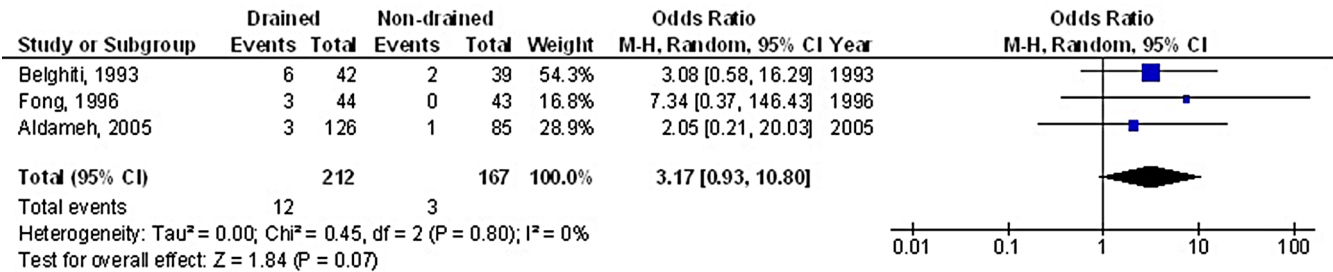 Drained Non-drained Odds Ratio Odds Ratio
Study or Subgroup Events Total Events Total Weight M-H, Random, 95% CI Year M-H, Random, 95% CI
Belghiti, 1993 6 42 2 39 54.3% 3.08 [0.58, 16.29] 1993
Fong, 1996 3 44 0 43 16.8% 7.34 [0.37, 146.43] 1996
Aldameh, 2005 3 126 1 85 28.9% 2.05 [0.21, 20.03] 2005
Total (95% CI) 212 167 100.0% 3.17 [0.93, 10.80]
Total events 12 3
Heterogeneity: Tau² = 0.00; Chi² = 0.45, df = 2 (P = 0.80); I² = 0%
Test for overall effect: Z = 1.84 (P = 0.07)
0.01 0.1 1 10 100